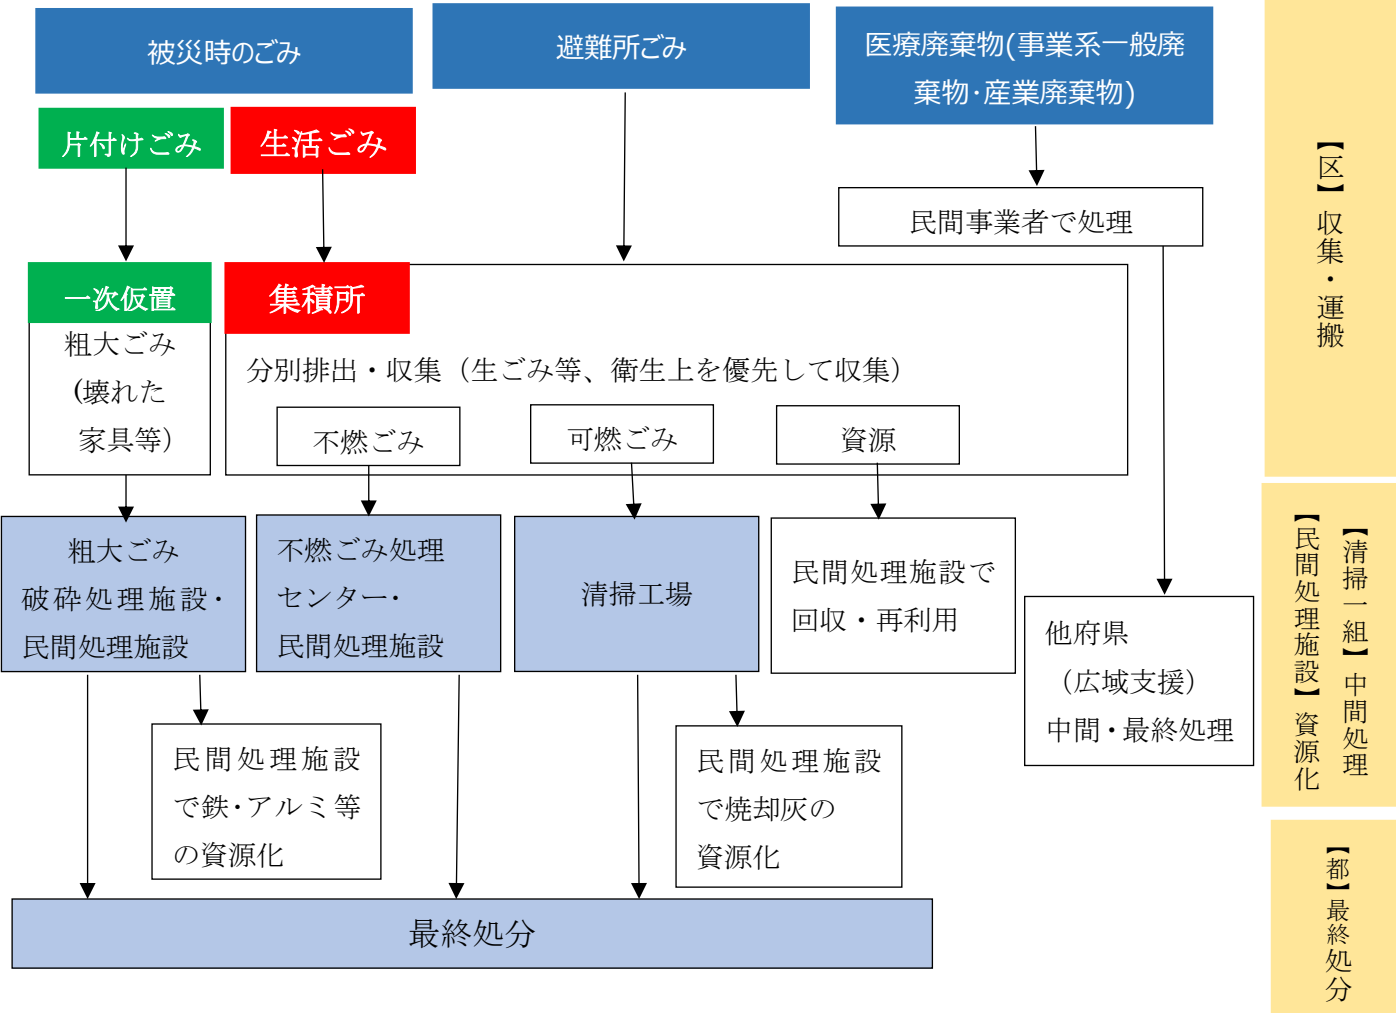 被災時のごみ
避難所ごみ
医療廃棄物(事業系一般廃
棄物･産業廃棄物)
片付けごみ
生活ごみ
民間事業者で処理
一次仮置
粗大ごみ
(壊れた
家具等)
集積所
分別排出・収集（生ごみ等、衛生上を優先して収集）
不燃ごみ
可燃ごみ
資源
粗大ごみ
破砕処理施設･
民間処理施設
不燃ごみ処理
センター･
民間処理施設
清掃工場
民間処理施設で
回収・再利用
他府県
（広域支援）
中間･最終処理
民間処理施設
で鉄･アルミ等
の資源化
民間処理施設
で焼却灰の
資源化
最終処分
【区】収集・運搬
【清掃一組】中間処理
【民間処理施設】資源化
【都】最終処分